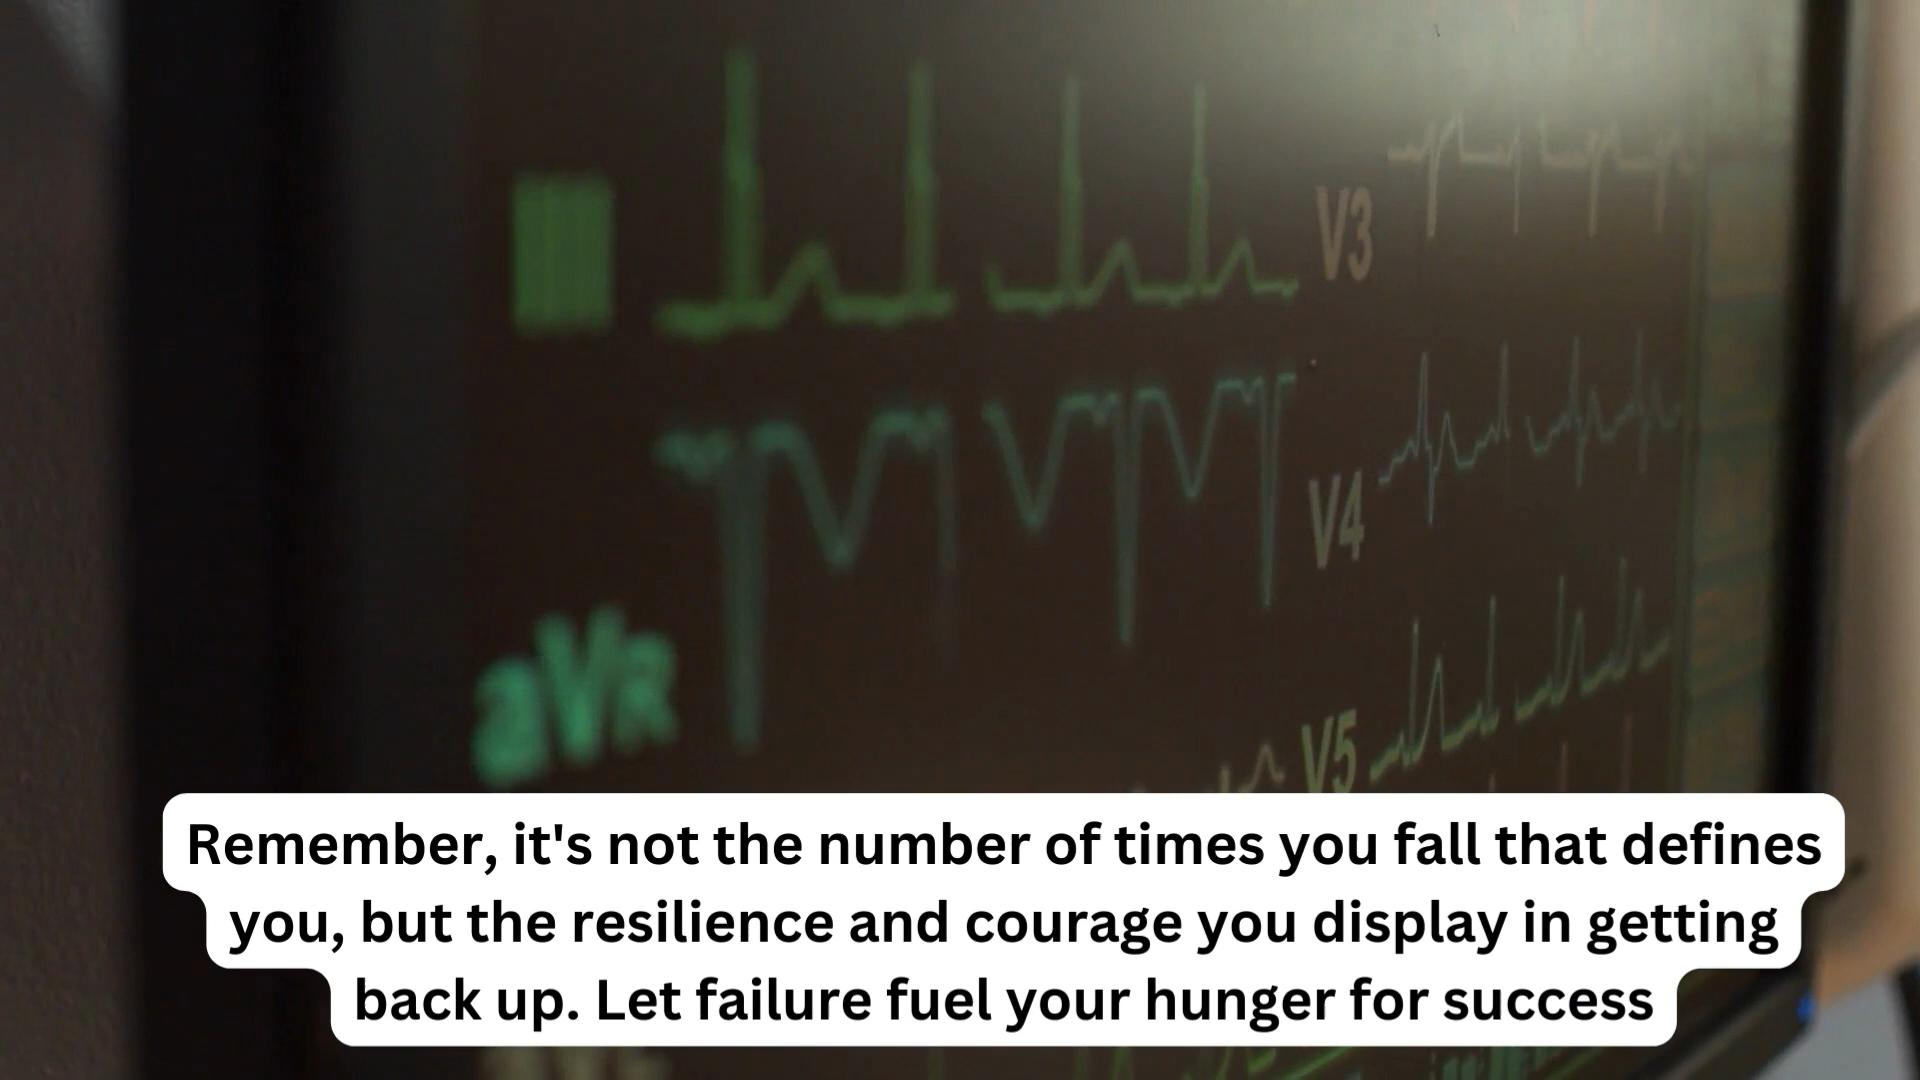 V3
V4
aVR
V5
Remember, it's not the number of times you fall that defines
you, but the resilience and courage you display in getting
back up. Let failure fuel your hunger for success